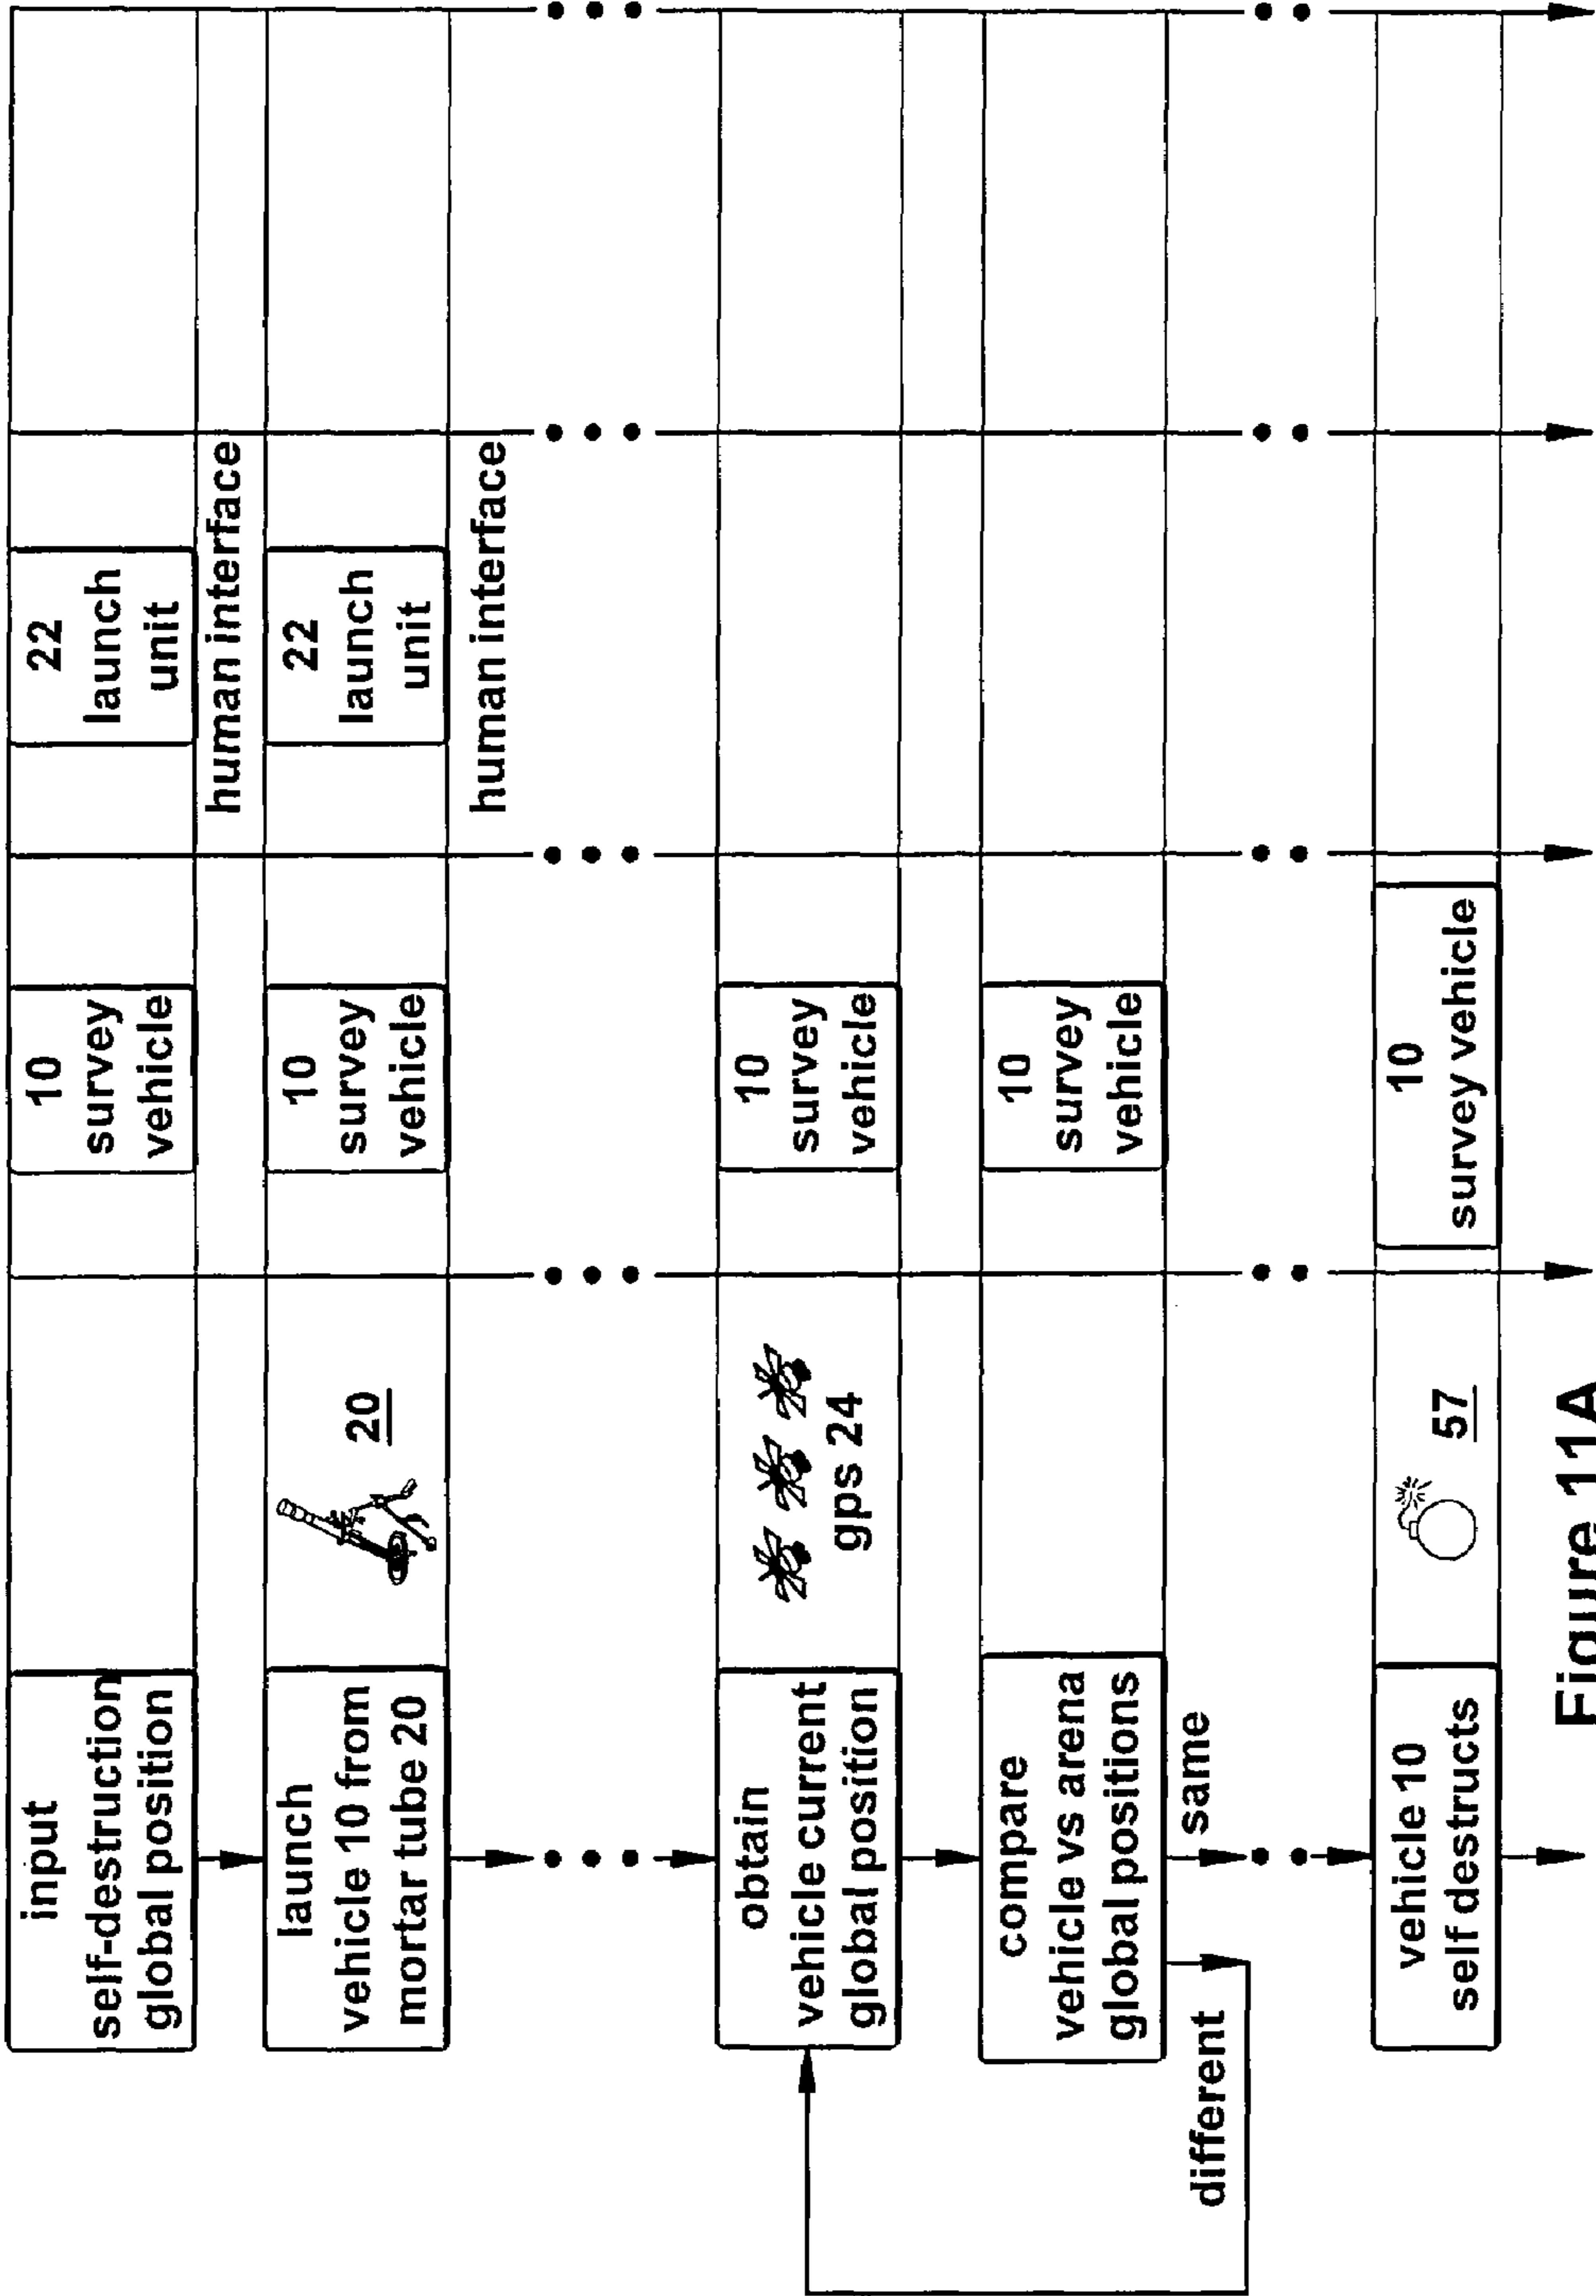 input
self-destruction
global position
10
survey
vehicle
22
launch
unit
human interface
launch
vehicle 10 from
mortar tube 20
20
10
survey
vehicle
22
launch
unit
human interface
obtain
vehicle current
global position
gps 24
10
survey
vehicle
compare
vehicle vs arena
global positions
10
survey
vehicle
different
same
vehicle 10
self destructs
57
10
survey vehicle
Figure 11A